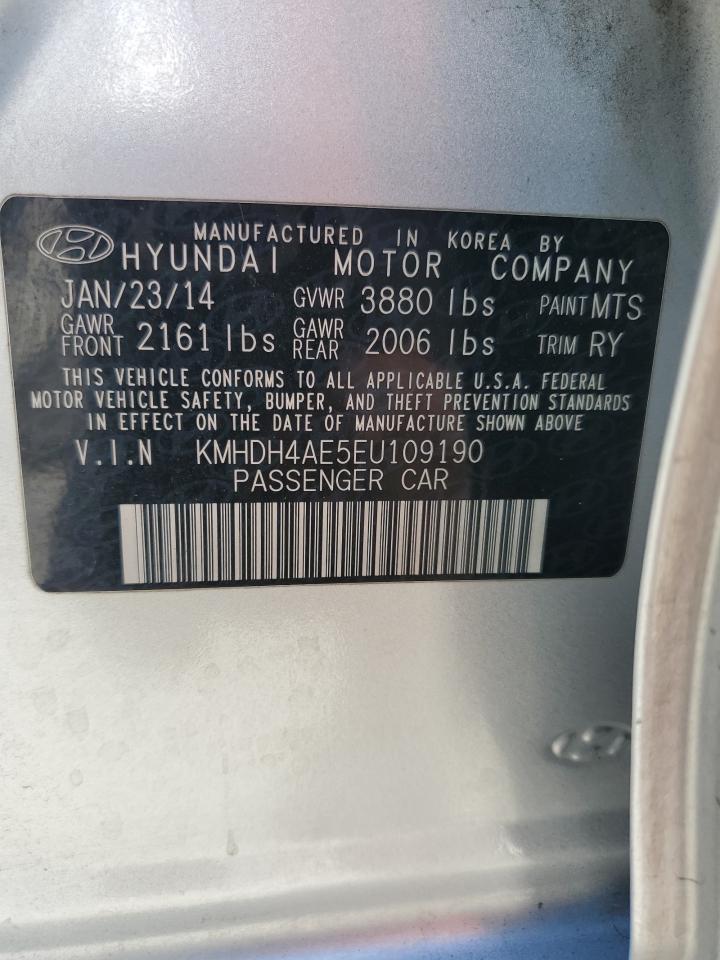 MANUFACTURED IN KOREA BY
HYUNDAI MOTOR COMPANY
JAN/23/14 GVWR 3880 lbs PAINT MTS
GAWR FRONT 2161 lbs GAWR REAR 2006 lbs TRIM RY
THIS VEHICLE CONFORMS TO ALL APPLICABLE U.S.A. FEDERAL
MOTOR VEHICLE SAFETY, BUMPER, AND THEFT PREVENTION STANDARDS
IN EFFECT ON THE DATE OF MANUFACTURE SHOWN ABOVE
V.I.N KMHDH4AE5EU109190
PASSENGER CAR